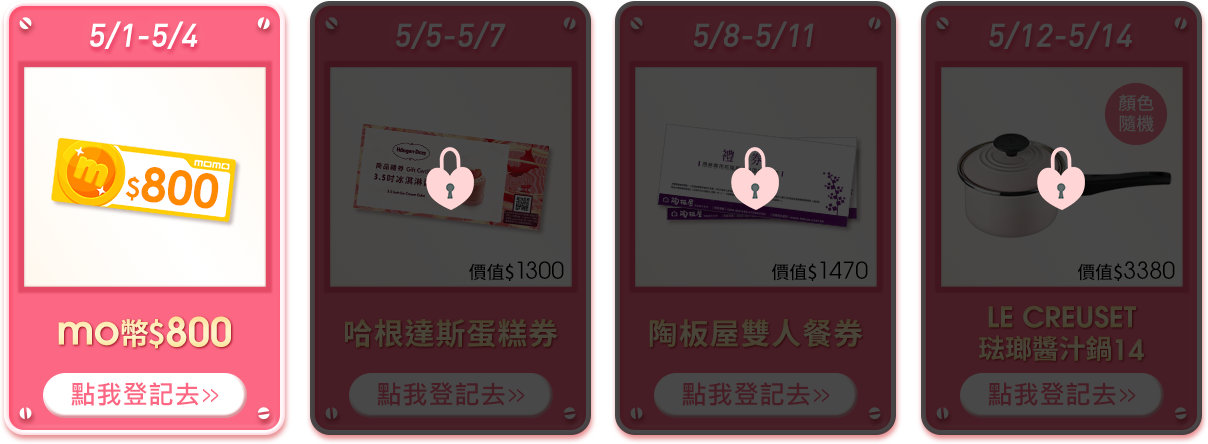 5/1-5/4
momo
m
$800
mo幣$800
點我登記去»
5/5-5/7
Häagen-Dazs
商品禮券 Gift Card
3.5吋冰淇淋
價值$1300
哈根達斯蛋糕券
點我登記去»
5/8-5/11
禮 券
陶板屋
價值$1470
陶板屋雙人餐券
點我登記去»
5/12-5/14
顏色
隨機
價值$3380
LE CREUSET
琺瑯醬汁鍋14
點我登記去»